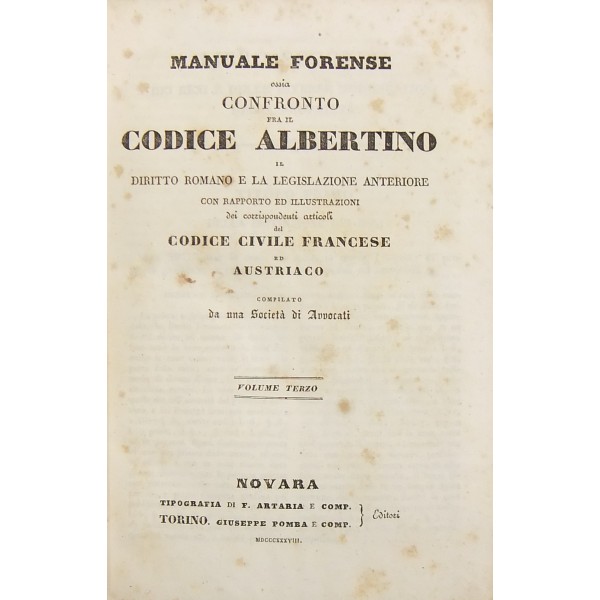 MANUALE FORENSE
ossia
CONFRONTO
FRA IL
CODICE ALBERTINO
IL
DIRITTO ROMANO E LA LEGISLAZIONE ANTERIORE
CON RAPPORTO ED ILLUSTRAZIONI
dei corrispondenti articoli
del
CODICE CIVILE FRANCESE
ED
AUSTRIACO
COMPILATO
da una Società di Avvocati
VOLUME TERZO
NOVARA
TIPOGRAFIA DI F. ARTARIA E COMP.
TORINO. GIUSEPPE POMBA E COMP.
} Editori
MDCCCXXXVIII.